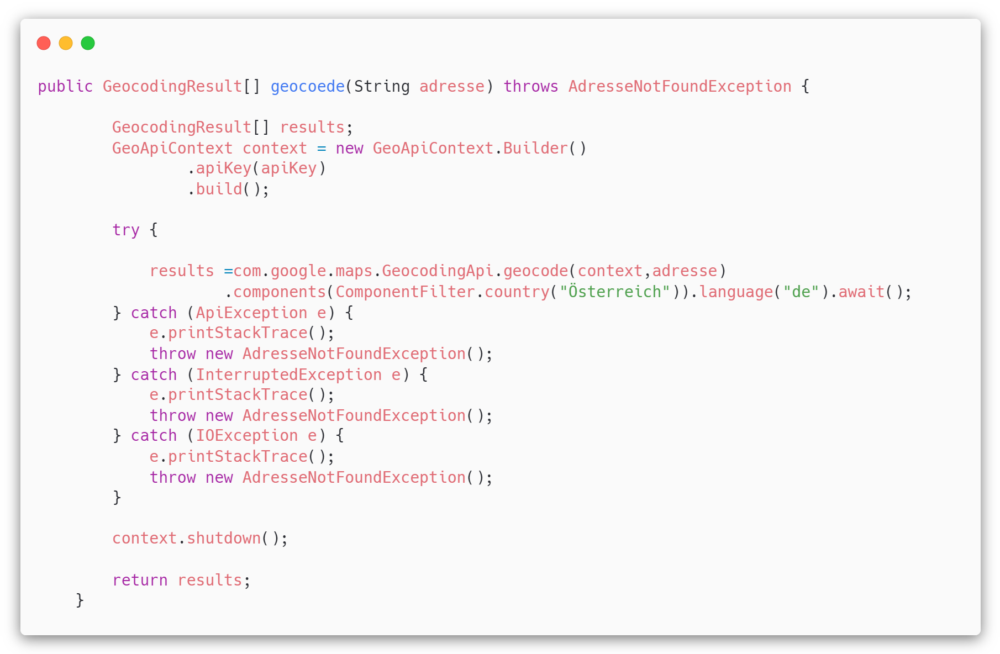 public GeocodingResult[] geocoede(String adresse) throws AdresseNotFoundException {
GeocodingResult[] results;
GeoApiContext context = new GeoApiContext.Builder()
.apiKey(apiKey)
.build();
try {
results =com.google.maps.GeocodingApi.geocode(context,adresse)
.components(ComponentFilter.country("Österreich")).language("de").await();
} catch (ApiException e) {
e.printStackTrace();
throw new AdresseNotFoundException();
} catch (InterruptedException e) {
e.printStackTrace();
throw new AdresseNotFoundException();
} catch (IOException e) {
e.printStackTrace();
throw new AdresseNotFoundException();
}
context.shutdown();
return results;
}